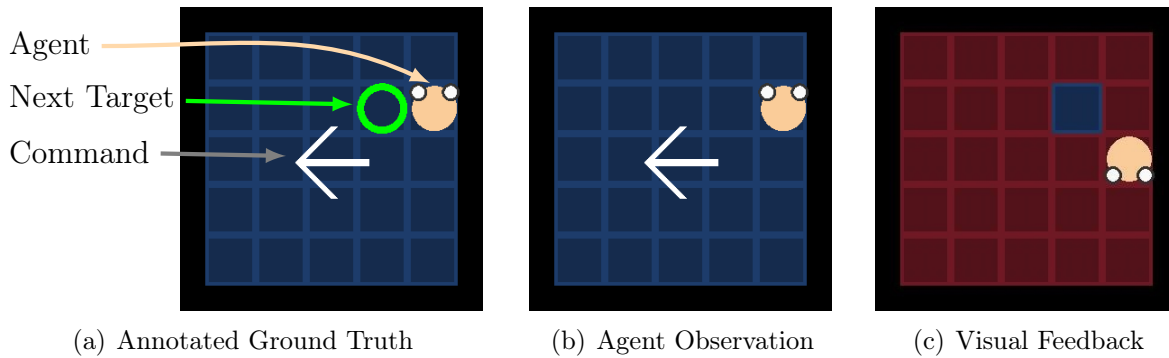 Agent
Next Target
Command
(a) Annotated Ground Truth
(b) Agent Observation
(c) Visual Feedback